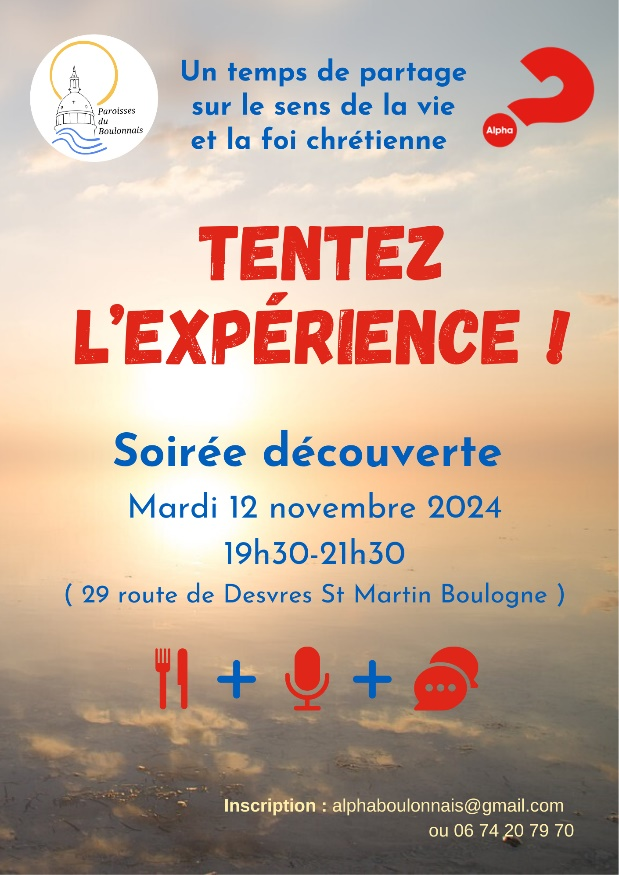 Paroisses
du
Boulonnais
Un temps de partage
sur le sens de la vie
et la foi chrétienne
Alpha
TENTEZ
L'EXPÉRIENCE !
Soirée découverte
Mardi 12 novembre 2024
19h30-21h30
( 29 route de Desvres St Martin Boulogne )
Inscription : alphaboulonnais@gmail.com
ou 06 74 20 79 70